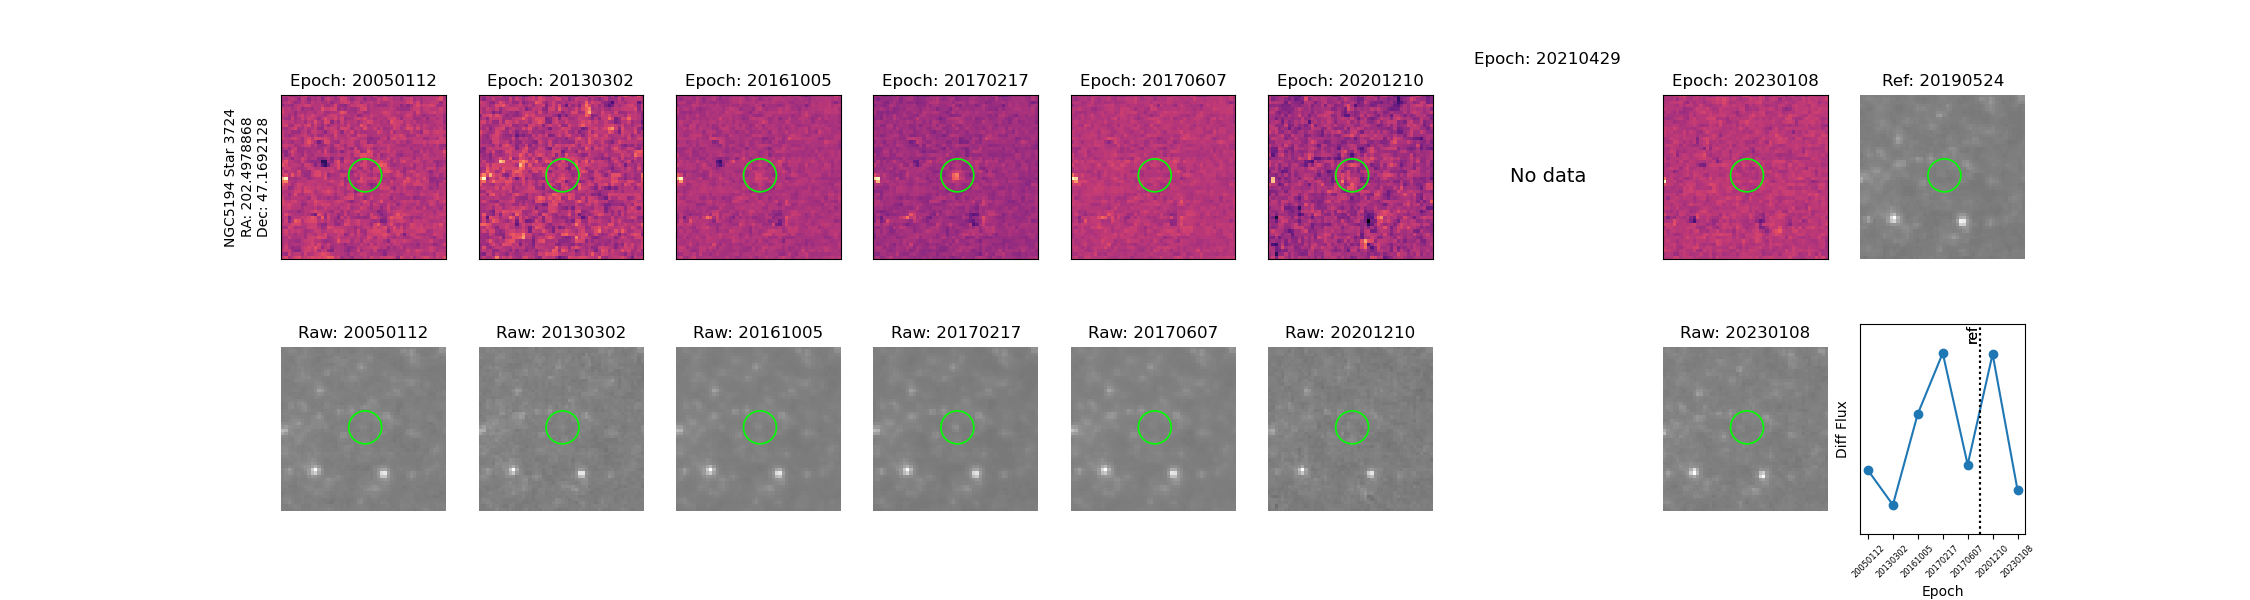 Epoch: 20050112
Epoch: 20130302
Epoch: 20161005
Epoch: 20170217
Epoch: 20170607
Epoch: 20201210
Epoch: 20210429
Epoch: 20230108
Ref: 20190524
NGC5194 Star 3724
RA: 202.4978868
Dec: 47.1692128
No data
Raw: 20050112
Raw: 20130302
Raw: 20161005
Raw: 20170217
Raw: 20170607
Raw: 20201210
Raw: 20230108
ref
Diff Flux
20050112
20130302
20161005
20170217
20170607
20201210
20230108
Epoch